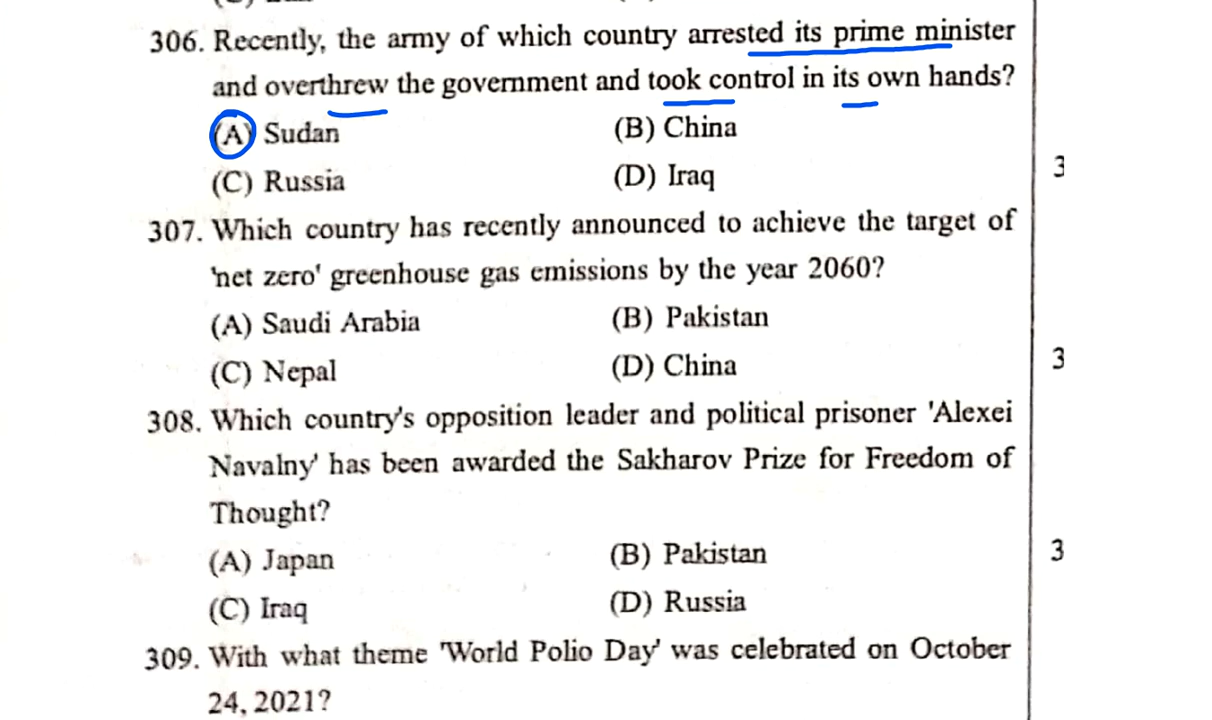 306. Recently, the army of which country arrested its prime minister
and overthrew the government and took control in its own hands?
(A) Sudan (B) China
(C) Russia (D) Iraq
3
307. Which country has recently announced to achieve the target of
'net zero' greenhouse gas emissions by the year 2060?
(A) Saudi Arabia (B) Pakistan
(C) Nepal (D) China
3
308. Which country's opposition leader and political prisoner 'Alexei
Navalny' has been awarded the Sakharov Prize for Freedom of
Thought?
(A) Japan (B) Pakistan
3
(C) Iraq (D) Russia
309. With what theme 'World Polio Day' was celebrated on October
24, 2021?